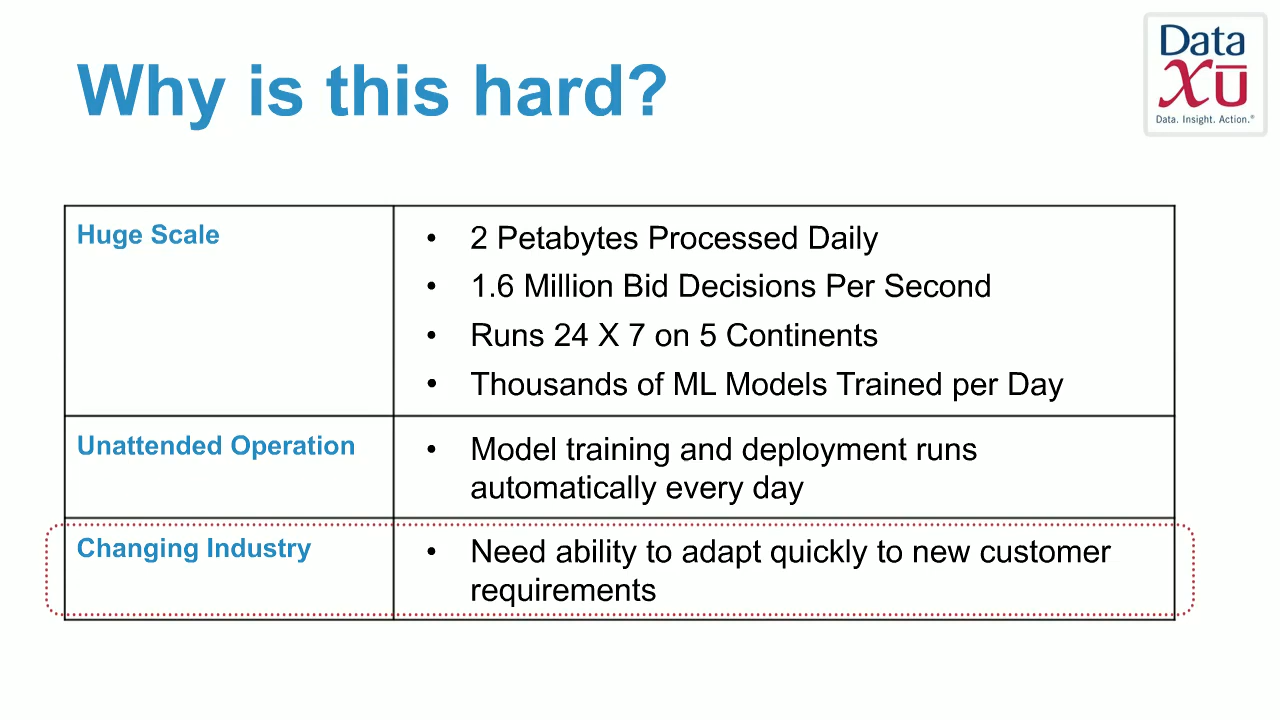 Why is this hard?
Data
Xū
Data. Insight. Action.®
Huge Scale
• 2 Petabytes Processed Daily
• 1.6 Million Bid Decisions Per Second
• Runs 24 X 7 on 5 Continents
• Thousands of ML Models Trained per Day
Unattended Operation
• Model training and deployment runs
automatically every day
Changing Industry
• Need ability to adapt quickly to new customer
requirements